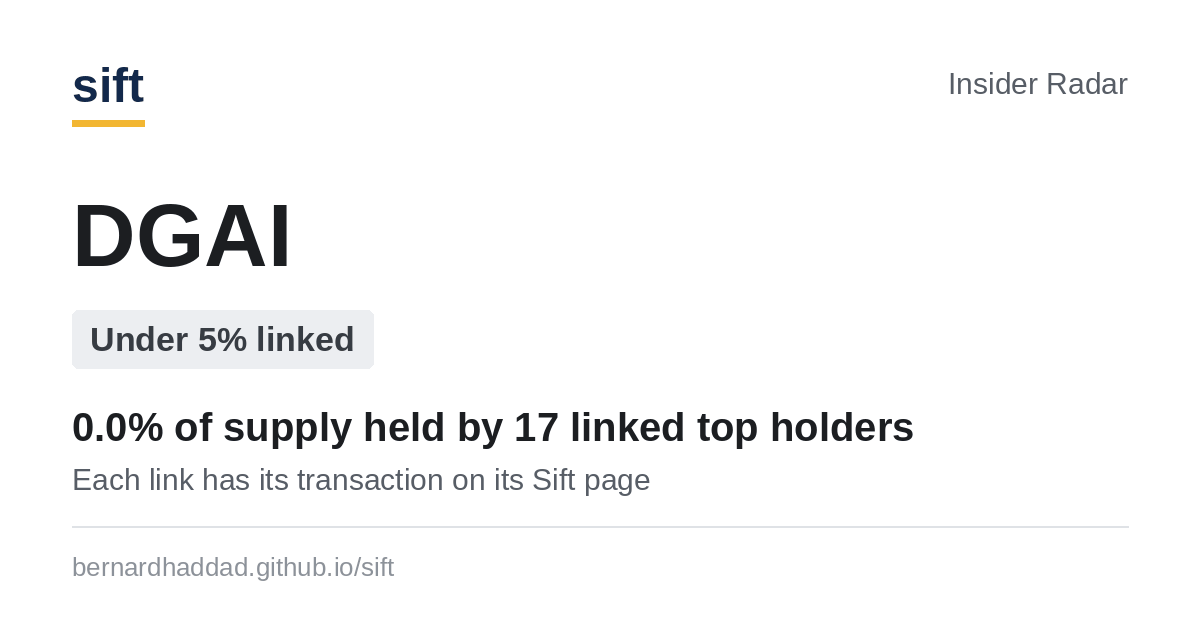 sift
Insider Radar
DGAI
Under 5% linked
0.0% of supply held by 17 linked top holders
Each link has its transaction on its Sift page
bernardhaddad.github.io/sift